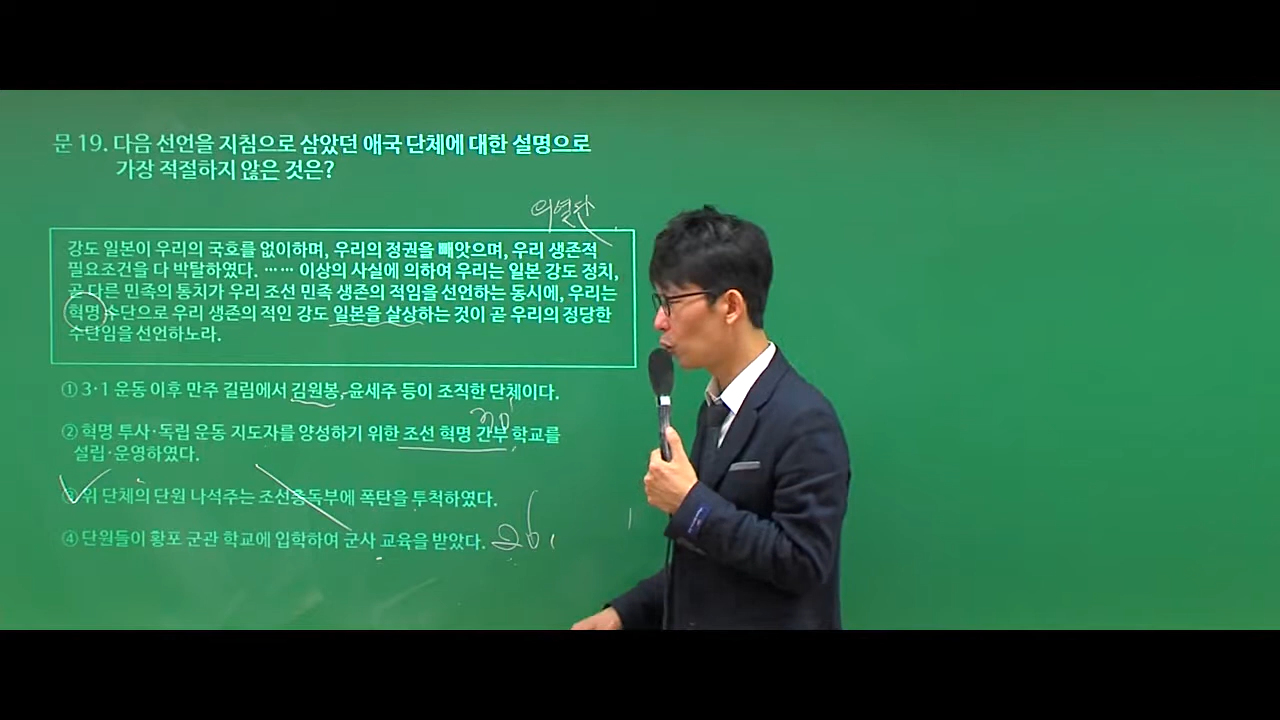 문 19. 다음 선언을 지침으로 삼았던 애국 단체에 대한 설명으로
가장 적절하지 않은 것은?
의열단
강도 일본이 우리의 국호를 없이하며, 우리의 정권을 빼앗으며, 우리 생존적
필요조건을 다 박탈하였다. …… 이상의 사실에 의하여 우리는 일본 강도 정치,
곧 다른 민족의 통치가 우리 조선 민족 생존의 적임을 선언하는 동시에, 우리는
혁명 수단으로 우리 생존의 적인 강도 일본을 살상하는 것이 곧 우리의 정당한
수단임을 선언하노라.
① 3·1 운동 이후 만주 길림에서 김원봉, 윤세주 등이 조직한 단체이다.
② 혁명 투사·독립 운동 지도자를 양성하기 위한 조선 혁명 간부 학교를
설립·운영하였다.
③ 위 단체의 단원 나석주는 조선총독부에 폭탄을 투척하였다.
④ 단원들이 황포 군관 학교에 입학하여 군사 교육을 받았다.